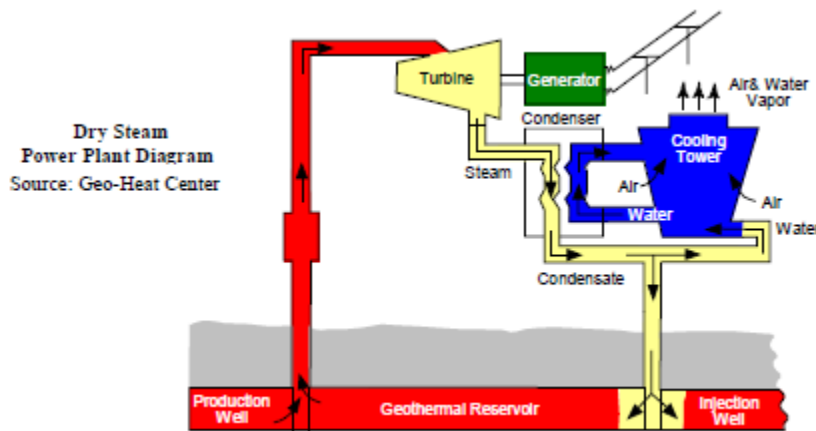 Dry Steam
Power Plant Diagram
Source: Geo-Heat Center
Turbine
Generator
Condenser
Air& Water
Vapor
Cooling
Tower
Steam
Air
Air
Water
Water
Condensate
Production
Well
Geothermal Reservoir
Injection
Well